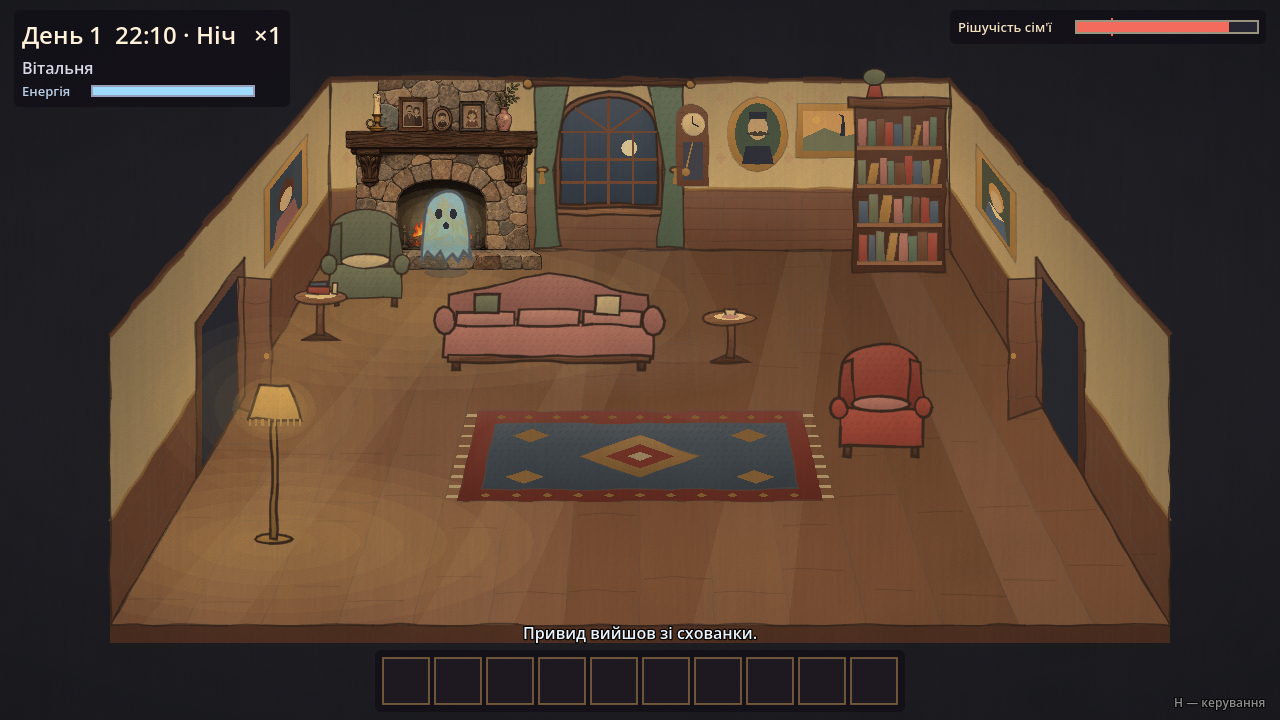 День 1 22:10 · Ніч ×1
Вітальня
Енергія
Рішучість сім'ї
Привид вийшов зі схованки.
H — керування